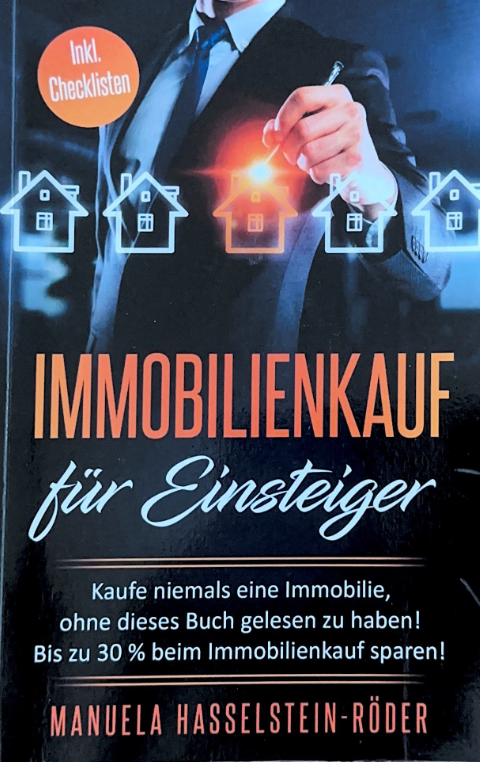 Inkl.
Checklisten
IMMOBILIENKAUF
für Einsteiger
Kaufe niemals eine Immobilie,
ohne dieses Buch gelesen zu haben!
Bis zu 30 % beim Immobilienkauf sparen!
MANUELA HASSELSTEIN-RÖDER